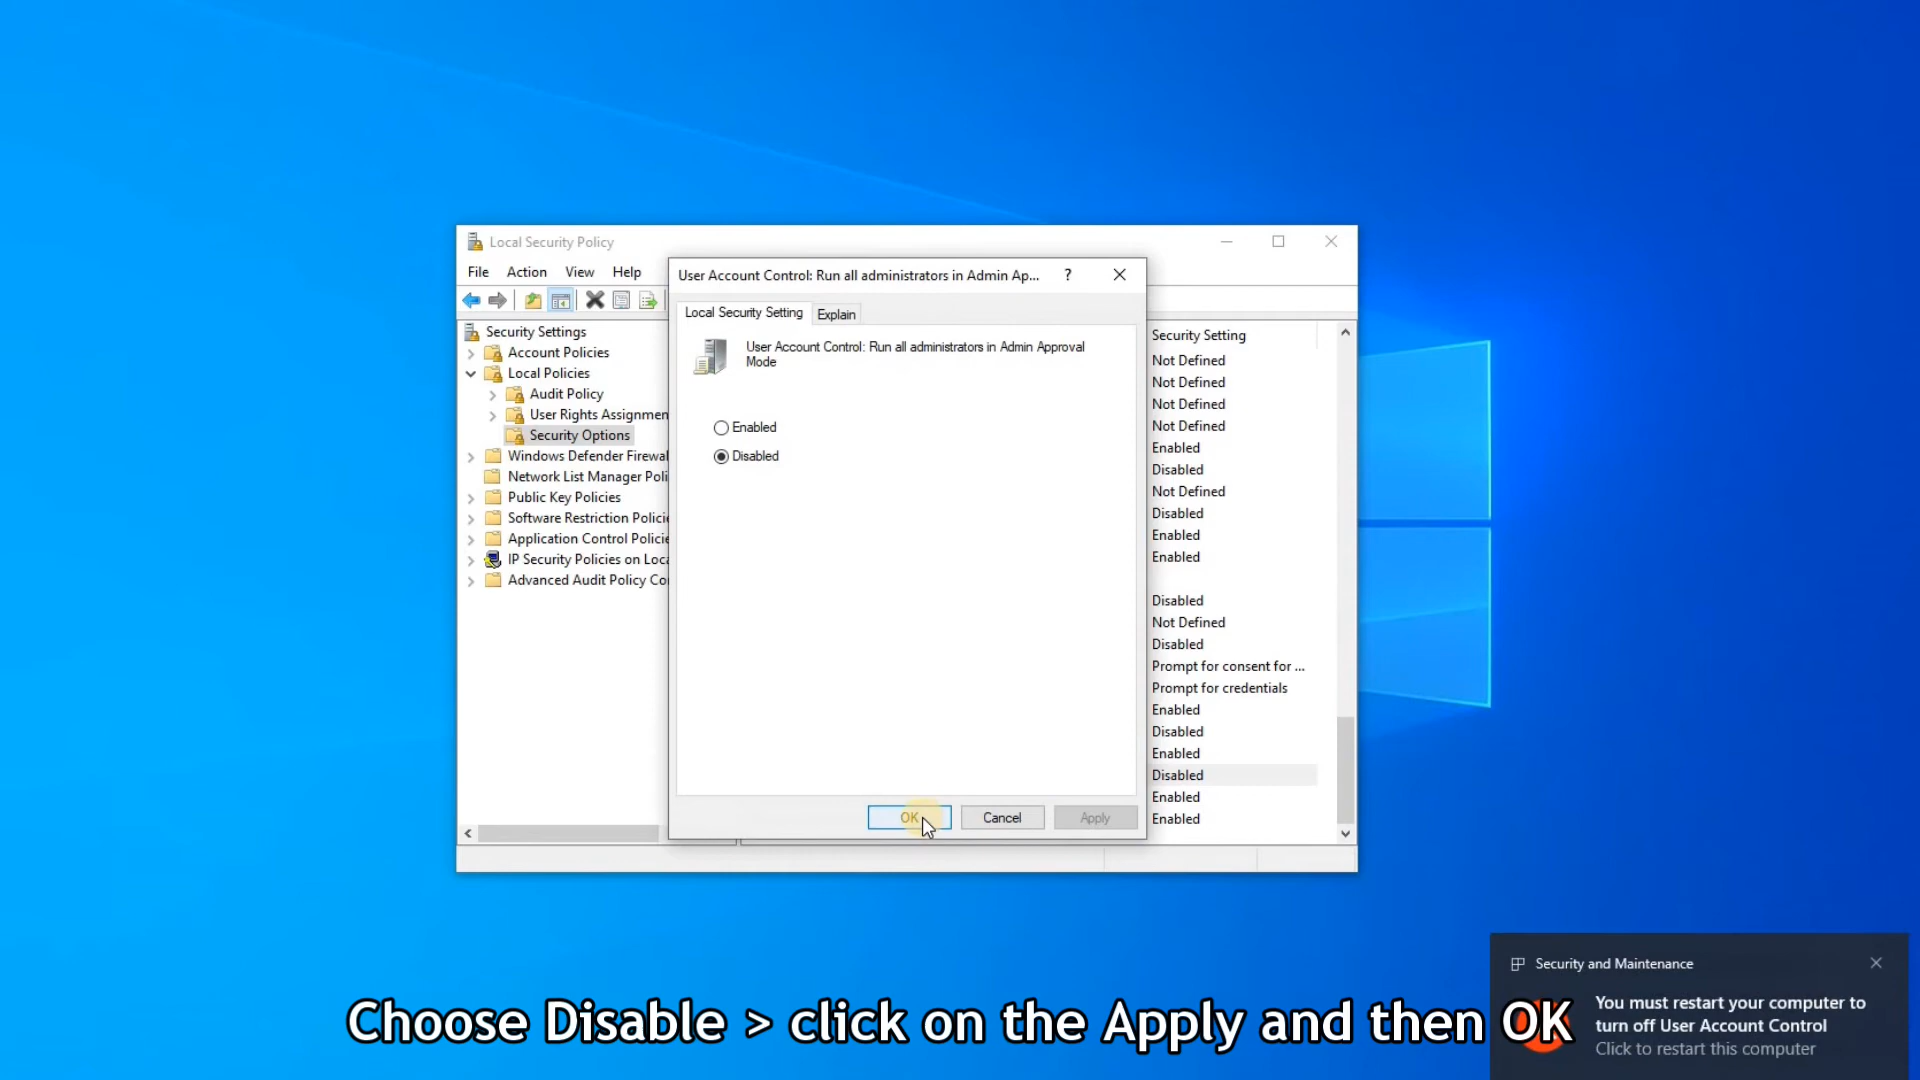 Local Security Policy
File Action View Help
User Account Control: Run all administrators in Admin Ap... ?
Local Security Setting Explain
User Account Control: Run all administrators in Admin Approval
Mode
Enabled
Disabled
OK Cancel Apply
Security Settings
Account Policies
Local Policies
Audit Policy
User Rights Assignmen
Security Options
Windows Defender Firewal
Network List Manager Poli
Public Key Policies
Software Restriction Policie
Application Control Policie
IP Security Policies on Loca
Advanced Audit Policy Co
Security Setting
Not Defined
Not Defined
Not Defined
Not Defined
Enabled
Disabled
Not Defined
Disabled
Enabled
Enabled
Disabled
Not Defined
Disabled
Prompt for consent for ...
Prompt for credentials
Enabled
Disabled
Enabled
Disabled
Enabled
Enabled
Security and Maintenance
You must restart your computer to
turn off User Account Control
Click to restart this computer
Choose Disable > click on the Apply and then OK